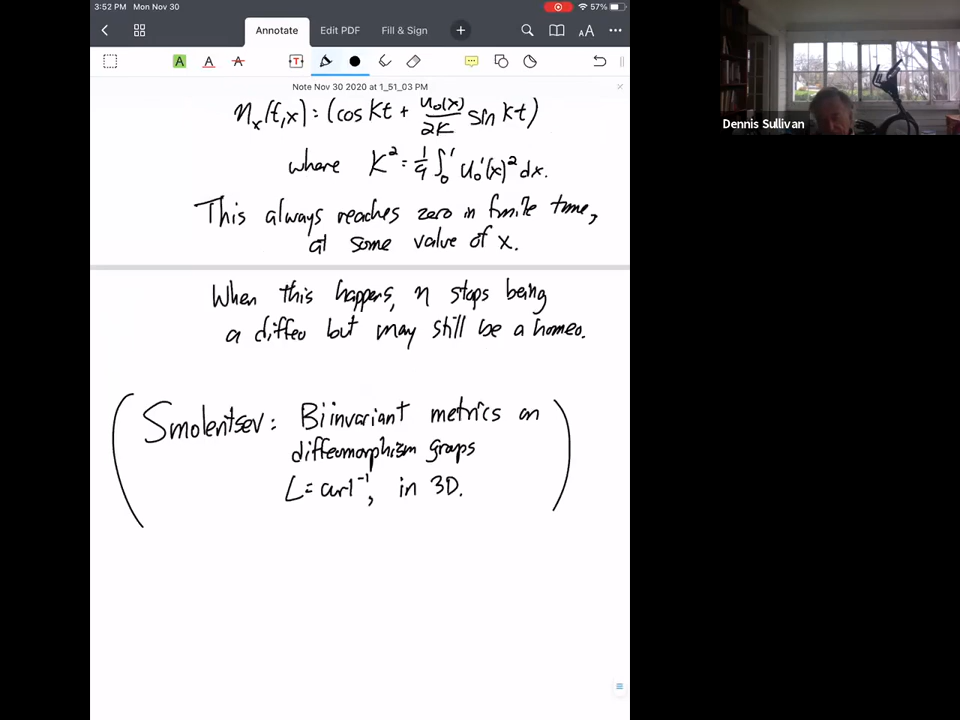 3:52 PM Mon Nov 30
57%
Annotate
Edit PDF
Fill & Sign
Note Nov 30 2020 at 1_51_03 PM
η_x(t,x) = (cos kt + u_0'(x)/2k sin kt)
where K² = 1/4 ∫_0^1 u_0'(x)² dx.
This always reaches zero in finite time,
at some value of x.
When this happens, η stops being
a diffeo but may still be a homeo.
Smolentsev: Biinvariant metrics on
diffeomorphism groups
L = curl⁻¹, in 3D.
Dennis Sullivan